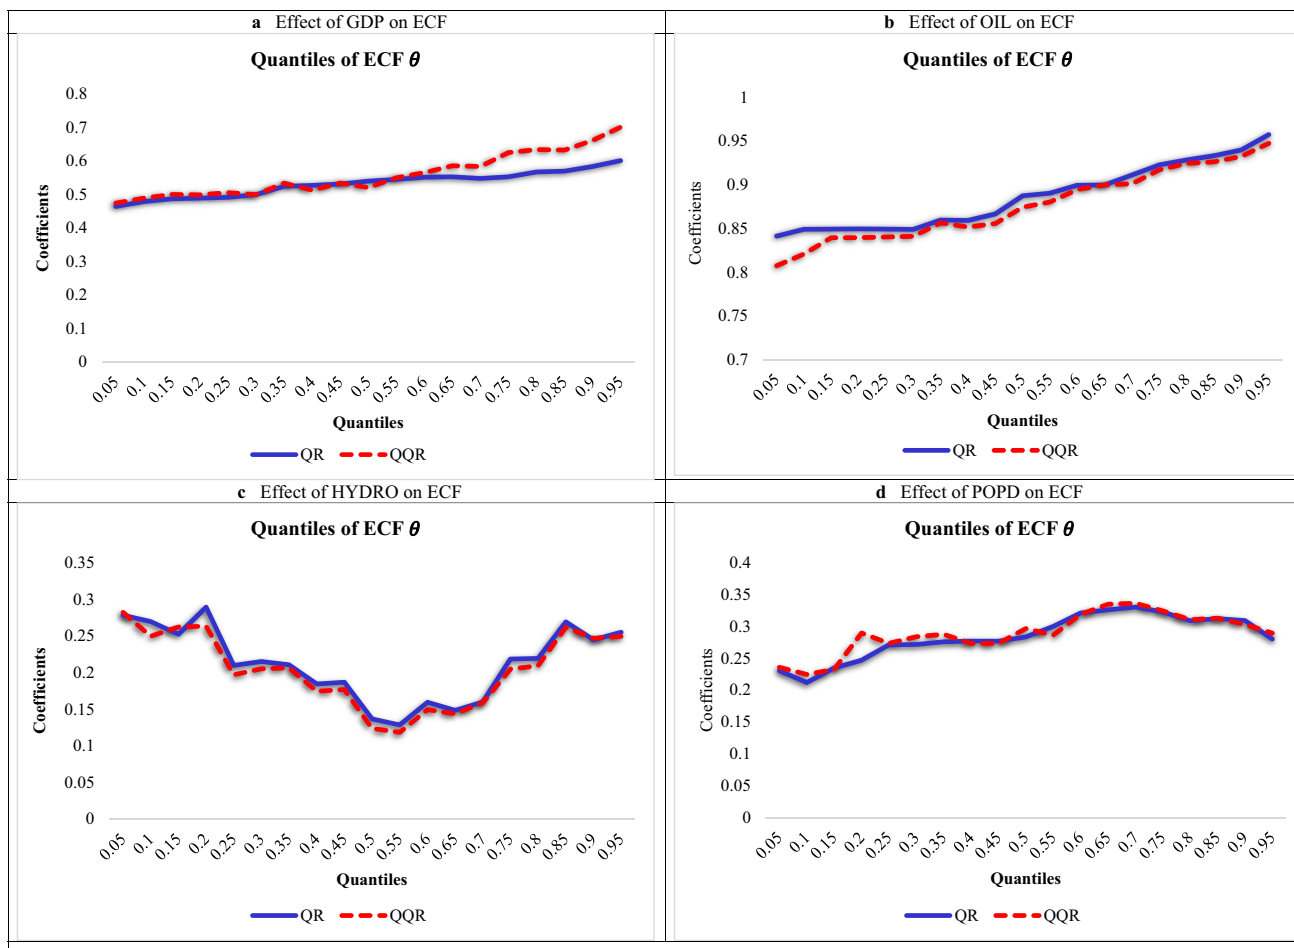 a Effect of GDP on ECF
Quantiles of ECF θ
0.8
0.7
0.6
0.5
0.4
0.3
0.2
0.1
0
Coefficients
0.05 0.1 0.15 0.2 0.25 0.3 0.35 0.4 0.45 0.5 0.55 0.6 0.65 0.7 0.75 0.8 0.85 0.9 0.95
Quantiles
QR QQR
b Effect of OIL on ECF
Quantiles of ECF θ
1
0.95
0.9
0.85
0.8
0.75
0.7
Coefficients
0.05 0.1 0.15 0.2 0.25 0.3 0.35 0.4 0.45 0.5 0.55 0.6 0.65 0.7 0.75 0.8 0.85 0.9 0.95
Quantiles
QR QQR
c Effect of HYDRO on ECF
Quantiles of ECF θ
0.35
0.3
0.25
0.2
0.15
0.1
0.05
0
Coefficients
0.05 0.1 0.15 0.2 0.25 0.3 0.35 0.4 0.45 0.5 0.55 0.6 0.65 0.7 0.75 0.8 0.85 0.9 0.95
Quantiles
QR QQR
d Effect of POPD on ECF
Quantiles of ECF θ
0.4
0.35
0.3
0.25
0.2
0.15
0.1
0.05
0
Coefficients
0.05 0.1 0.15 0.2 0.25 0.3 0.35 0.4 0.45 0.5 0.55 0.6 0.65 0.7 0.75 0.8 0.85 0.9 0.95
Quantiles
QR QQR